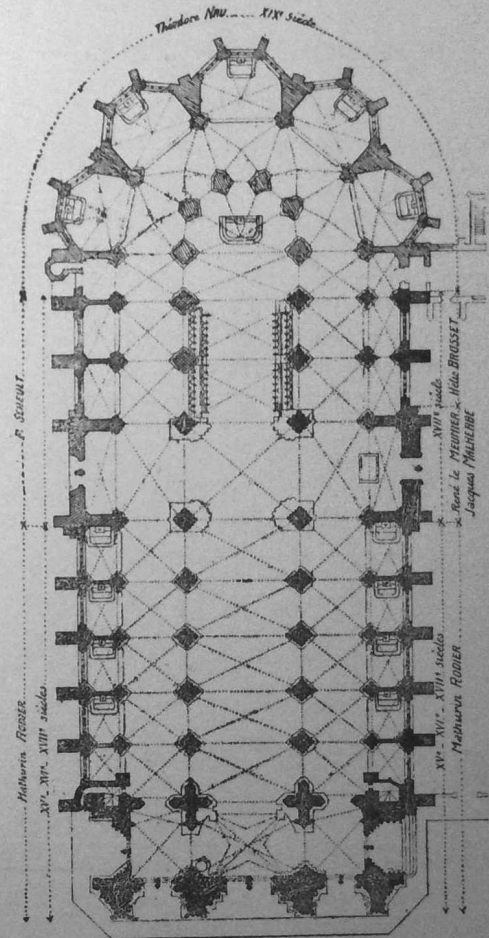 Théodore NAU
XIXe siècle
Mathurin RODIER
XVe - XVIe - XVIIe siècles
XVIIe siècle
René le MEUNIER
Hélie BROSSET
Jacques MALHERBE
XVe - XVIe - XVIIe siècles
Mathurin RODIER